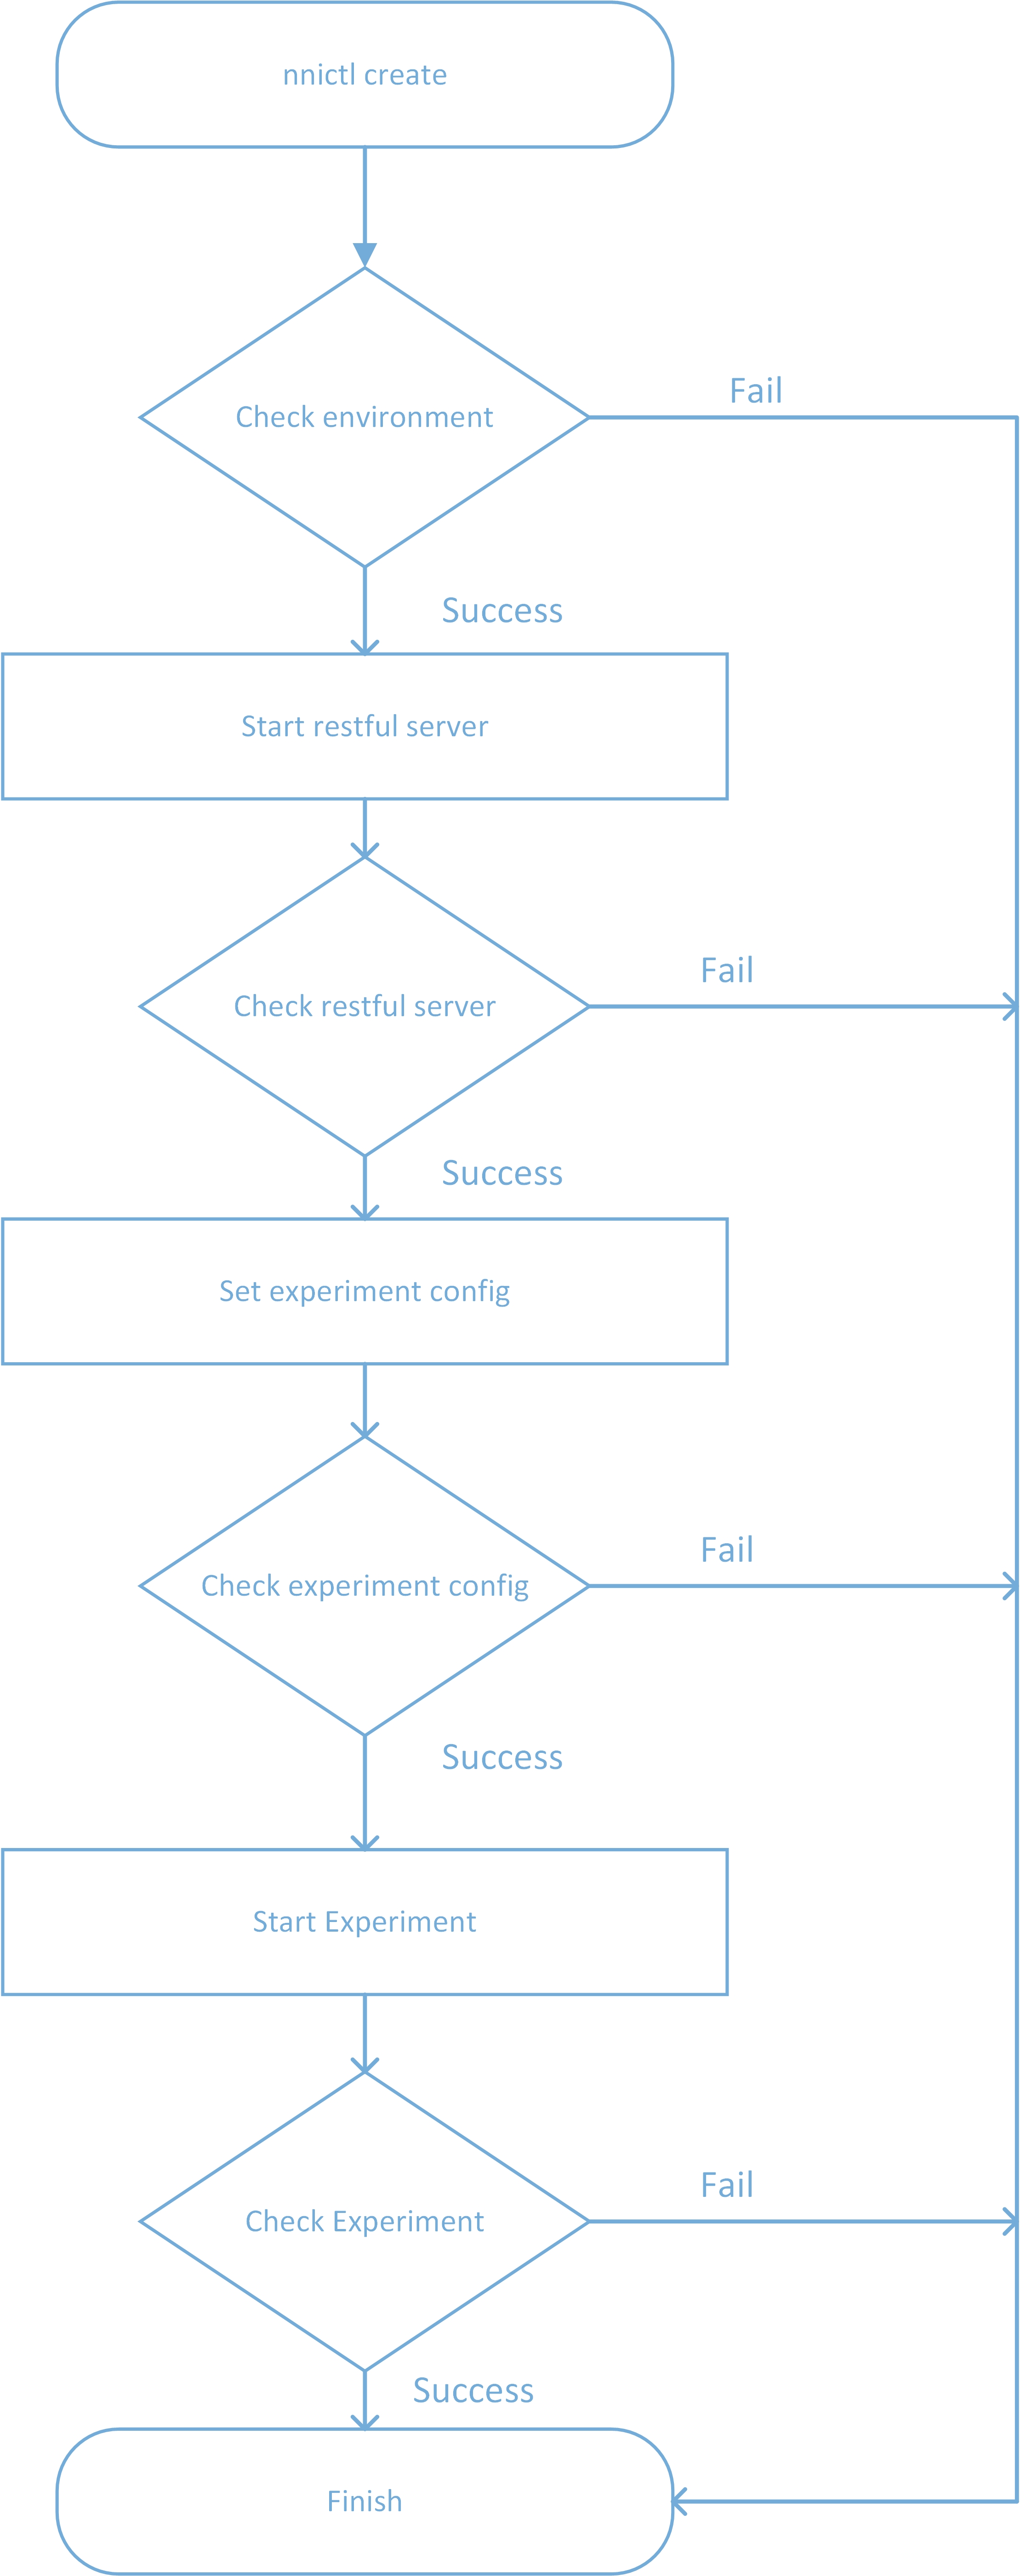 nnictl create
Check environment
Fail
Success
Start restful server
Check restful server
Fail
Success
Set experiment config
Check experiment config
Fail
Success
Start Experiment
Check Experiment
Fail
Success
Finish